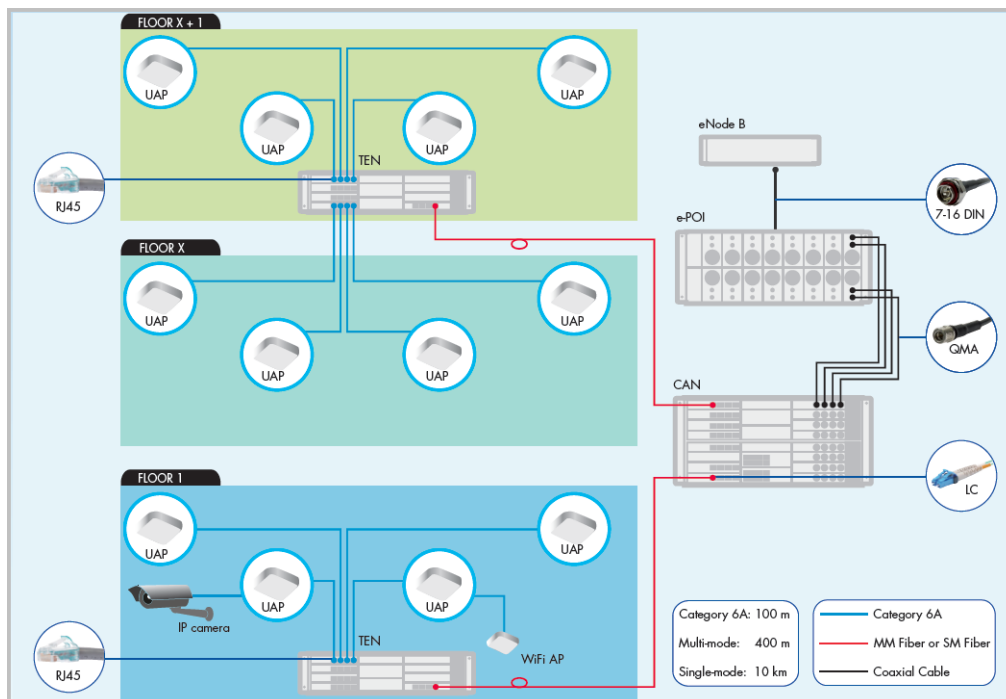 FLOOR X + 1
UAP
UAP
UAP
UAP
TEN
RJ45
FLOOR X
UAP
UAP
UAP
UAP
FLOOR 1
UAP
UAP
UAP
UAP
IP camera
WiFi AP
TEN
RJ45
eNode B
7-16 DIN
e-POI
QMA
CAN
LC
Category 6A: 100 m
Multi-mode: 400 m
Single-mode: 10 km
Category 6A
MM Fiber or SM Fiber
Coaxial Cable